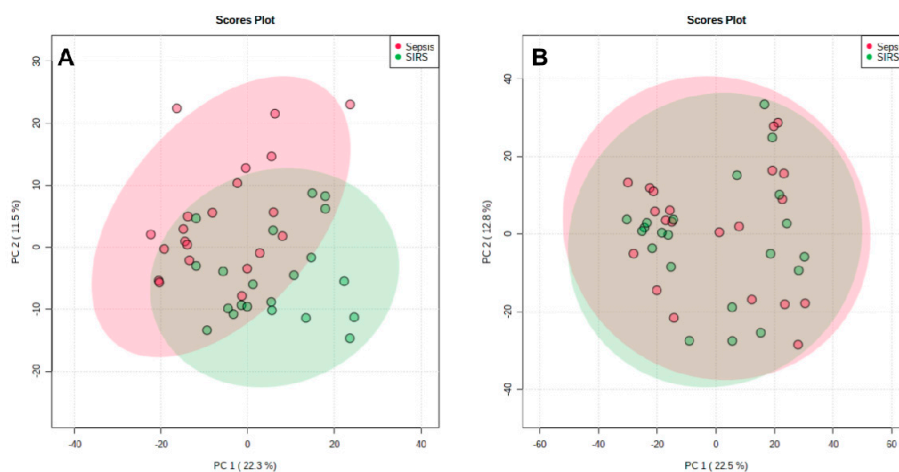 Scores Plot
A
Sepsis
SIRS
PC 2 ( 11.5 %)
30
20
10
0
-10
-20
-40
-20
0
20
40
PC 1 ( 22.3 %)
Scores Plot
B
Sepsis
SIRS
PC 2 ( 12.8 %)
40
20
0
-20
-40
-60
-40
-20
0
20
40
60
PC 1 ( 22.5 %)